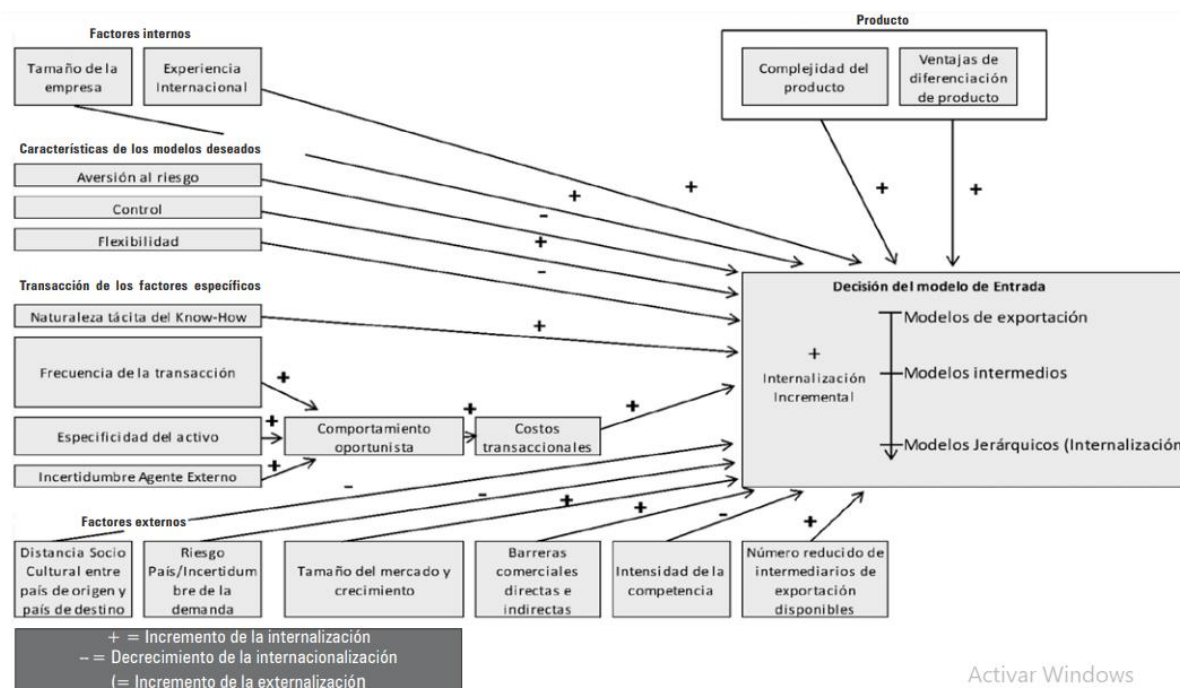 Factores internos
Tamaño de la
empresa
Experiencia
Internacional
Producto
Complejidad del
producto
Ventajas de
diferenciación
de producto
Características de los modelos deseados
Aversión al riesgo
Control
Flexibilidad
+
+
-
+
-
+
+
Transacción de los factores específicos
Naturaleza tácita del Know-How
+
Frecuencia de la transacción
+
Especificidad del activo
+
Incertidumbre Agente Externo
+
Comportamiento
oportunista
+
Costos
transaccionales
+
Decisión del modelo de Entrada
Modelos de exportación
+
Internalización
Incremental
Modelos intermedios
Modelos Jerárquicos (Internalización
Factores externos
-
-
+
+
-
+
Distancia Socio
Cultural entre
país de origen y
país de destino
Riesgo
País/Incertidum
bre de la
demanda
Tamaño del mercado y
crecimiento
Barreras
comerciales
directas e
indirectas
Intensidad de la
competencia
Número reducido de
intermediarios de
exportación
disponibles
+ = Incremento de la internalización
-- = Decrecimiento de la internacionalización
(= Incremento de la externalización
Activar Windows